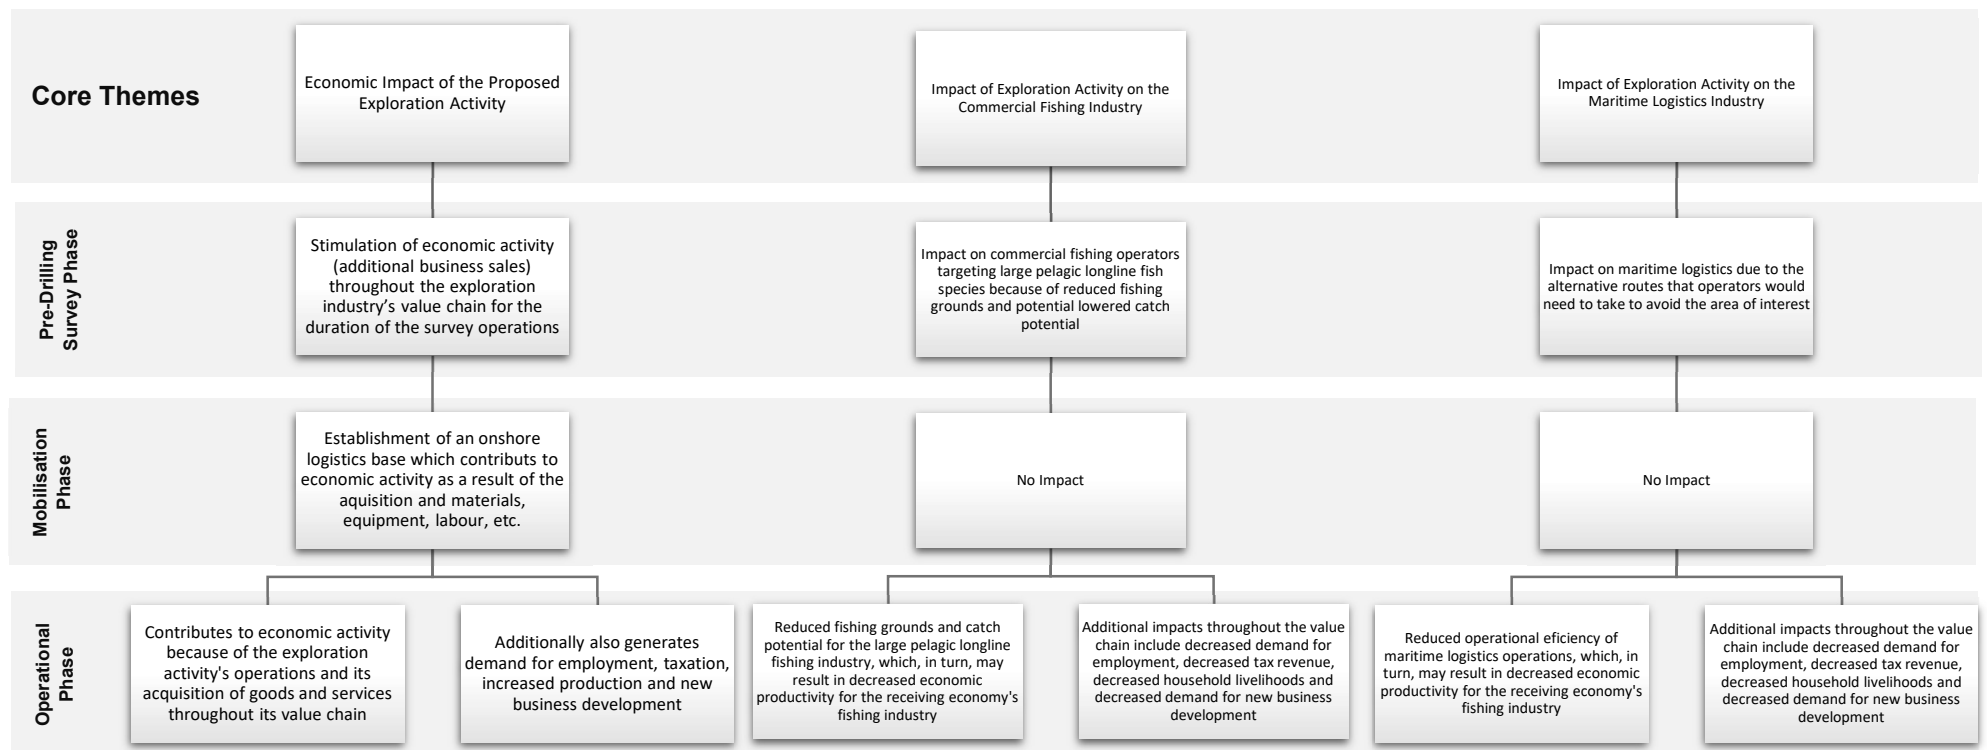 Core Themes
Economic Impact of the Proposed
Exploration Activity
Impact of Exploration Activity on the
Commercial Fishing Industry
Impact of Exploration Activity on the
Maritime Logistics Industry
Pre-Drilling
Survey Phase
Stimulation of economic activity
(additional business sales)
throughout the exploration
industry’s value chain for the
duration of the survey operations
Impact on commercial fishing operators
targeting large pelagic longline fish
species because of reduced fishing
grounds and potential lowered catch
potential
Impact on maritime logistics due to the
alternative routes that operators would
need to take to avoid the area of interest
Mobilisation
Phase
Establishment of an onshore
logistics base which contributs to
economic activity as a result of the
aquisition and materials,
equipment, labour, etc.
No Impact
No Impact
Operational
Phase
Contributes to economic activity
because of the exploration
activity's operations and its
acquisition of goods and services
throughout its value chain
Additionally also generates
demand for employment, taxation,
increased production and new
business development
Reduced fishing grounds and catch
potential for the large pelagic longline
fishing industry, which, in turn, may
result in decreased economic
productivity for the receiving economy's
fishing industry
Additional impacts throughout the value
chain include decreased demand for
employment, decreased tax revenue,
decreased household livelihoods and
decreased demand for new business
development
Reduced operational eficiency of
maritime logistics operations, which, in
turn, may result in decreased economic
productivity for the receiving economy's
fishing industry
Additional impacts throughout the value
chain include decreased demand for
employment, decreased tax revenue,
decreased household livelihoods and
decreased demand for new business
development